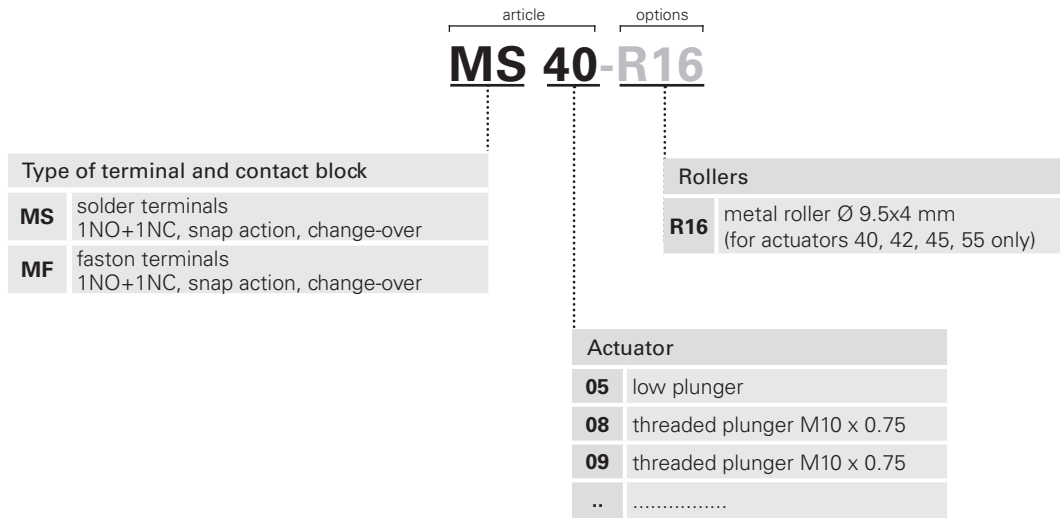 article
options
MS 40-R16
Type of terminal and contact block
MS
solder terminals
1NO+1NC, snap action, change-over
MF
faston terminals
1NO+1NC, snap action, change-over
Rollers
R16
metal roller Ø 9.5x4 mm
(for actuators 40, 42, 45, 55 only)
Actuator
05 low plunger
08 threaded plunger M10 x 0.75
09 threaded plunger M10 x 0.75
.. ................